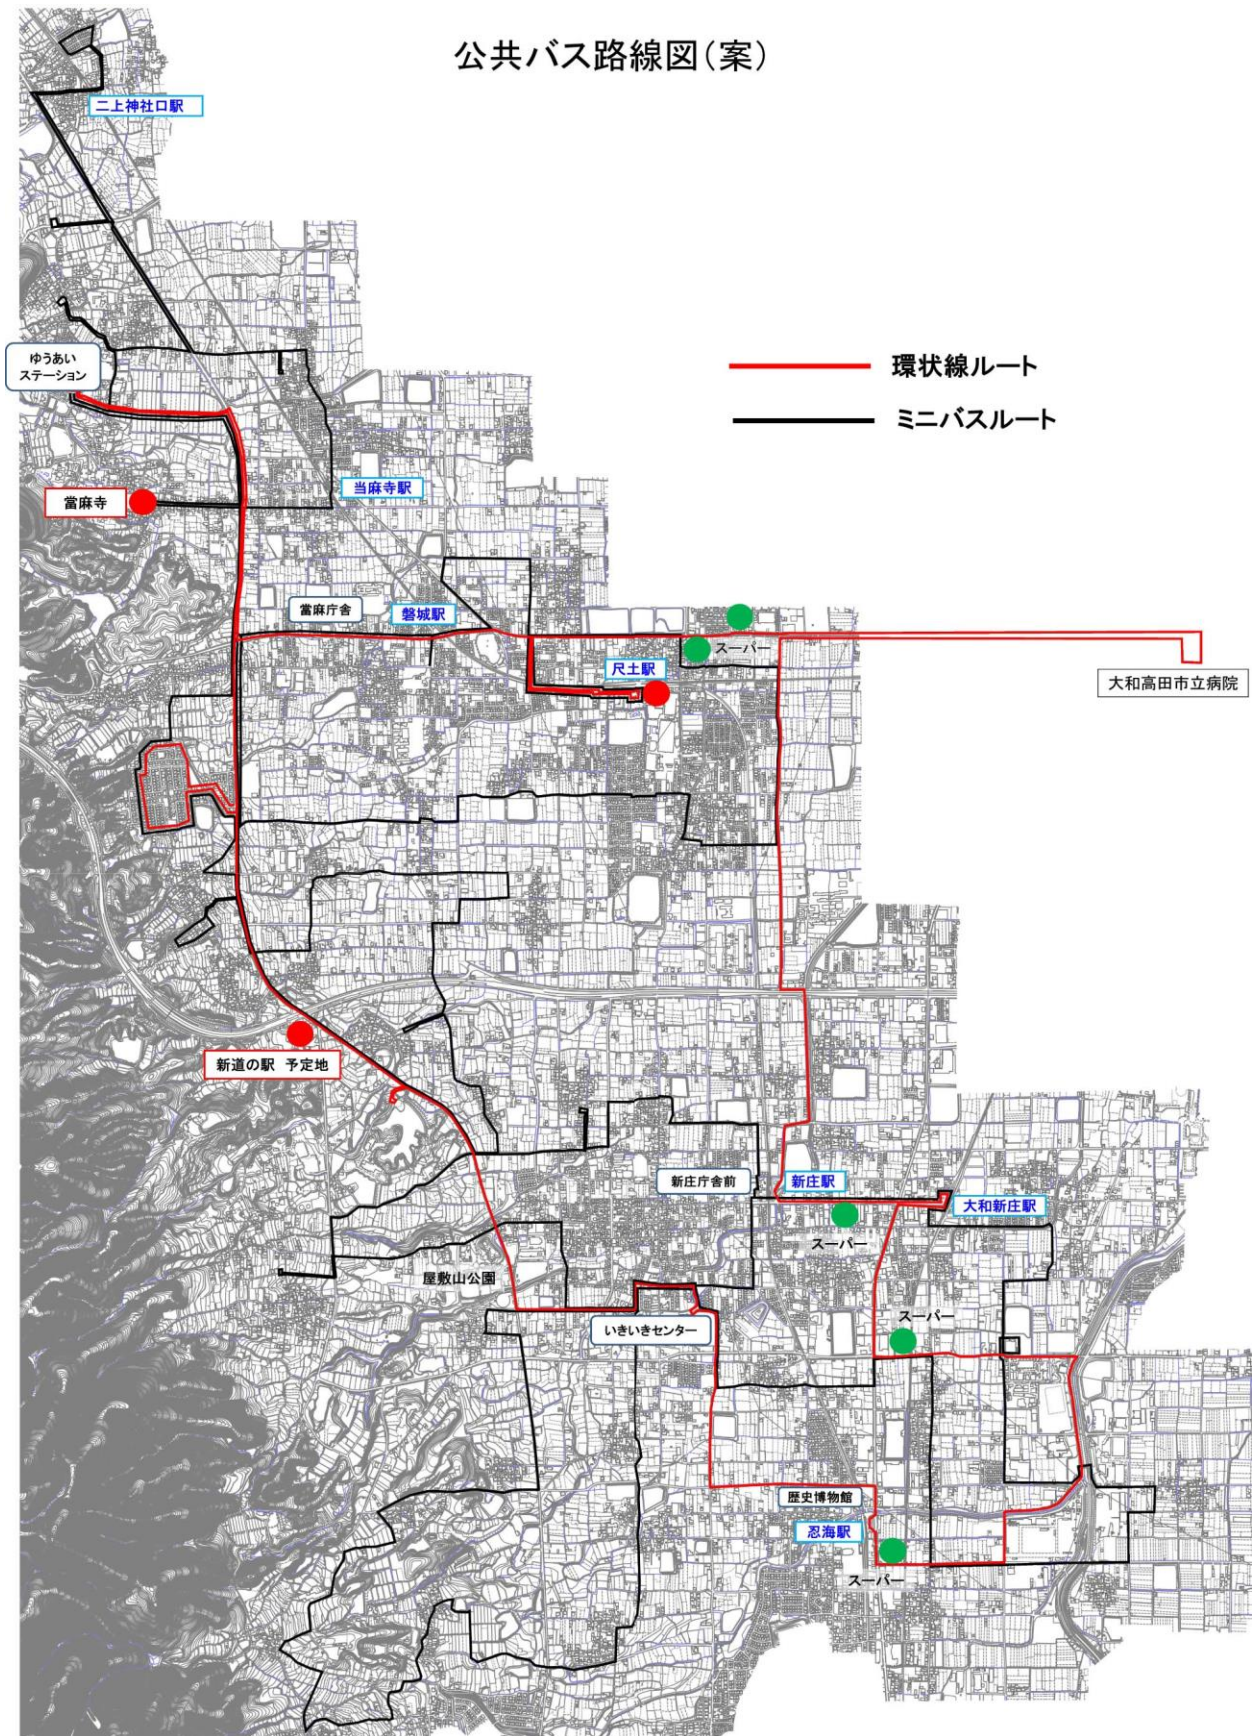 公共バス路線図(案)
二上神社口駅
ゆうあい
ステーション
環状線ルート
ミニバスルート
當麻寺
当麻寺駅
當麻庁舎
磐城駅
スーパー
尺土駅
大和高田市立病院
新道の駅 予定地
新庄庁舎前
新庄駅
大和新庄駅
スーパー
屋敷山公園
スーパー
いきいきセンター
歴史博物館
忍海駅
スーパー